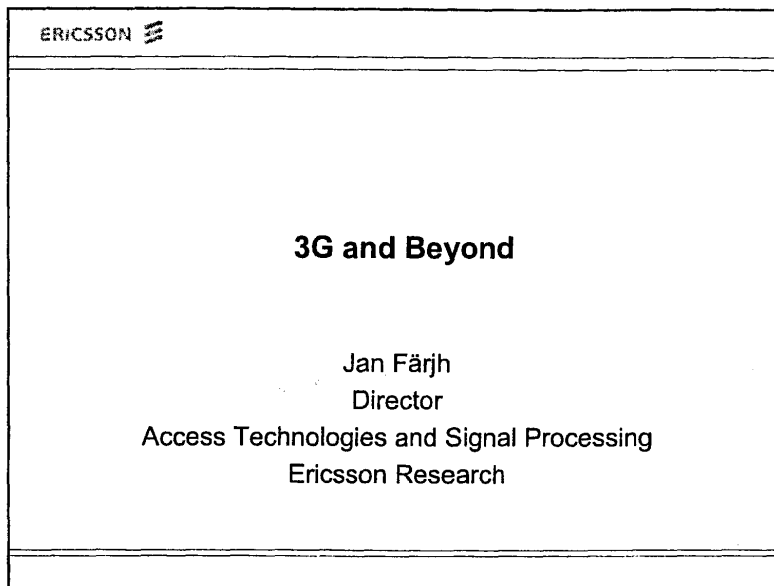 ERICSSON
3G and Beyond
Jan Färjh
Director
Access Technologies and Signal Processing
Ericsson Research